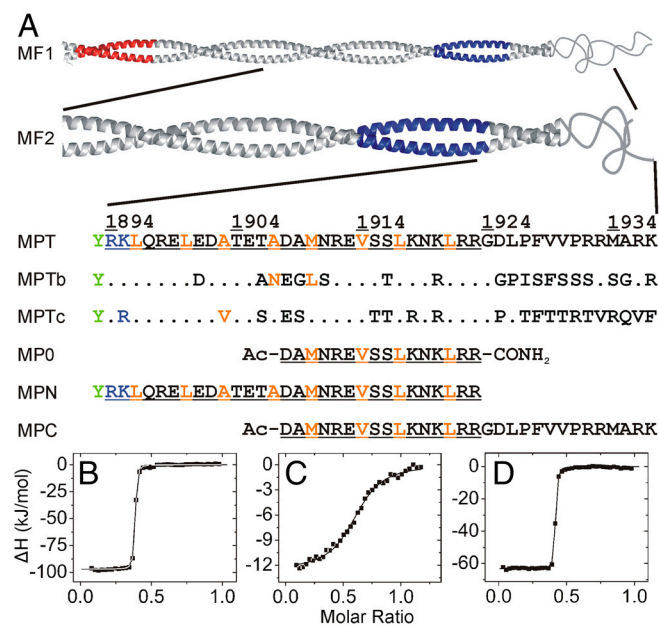 A
MF1
MF2
1894 1904 1914 1924 1934
MPT YRKLQRELEDATETADAMNREVSSLKNKLRRGDLPFVVPRRMARK
MPTb Y........D....ANEGLS....T...R....GPISFSSS.SG.R
MPTc Y.R.......V..S.ES.....TT.R.R....P.TFTTRTVRQVF
MP0 Ac-DAMNREVSSLKNKLRR-CONH2
MPN YRKLQRELEDATETADAMNREVSSLKNKLRR
MPC Ac-DAMNREVSSLKNKLRRGDLPFVVPRRMARK
B C D
ΔH (kJ/mol)
0 -25 -50 -75 -100
0 -3 -6 -9 -12
0 -20 -40 -60
0.0 0.5 1.0 0.0 0.5 1.0 0.0 0.5 1.0
Molar Ratio